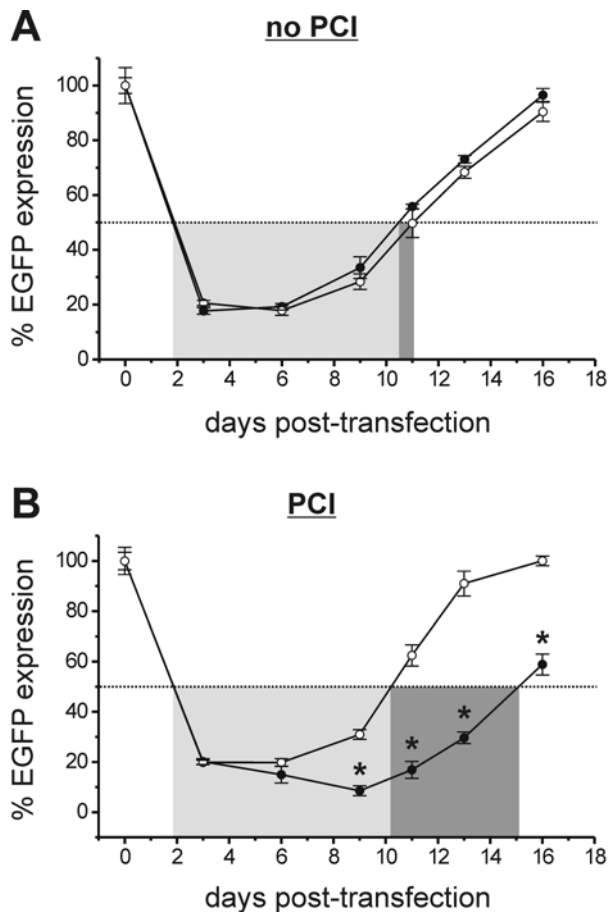 A
no PCI
% EGFP expression
100
80
60
40
20
0
0 2 4 6 8 10 12 14 16 18
days post-transfection
B
PCI
% EGFP expression
100
80
60
40
20
0
*
*
*
*
0 2 4 6 8 10 12 14 16 18
days post-transfection